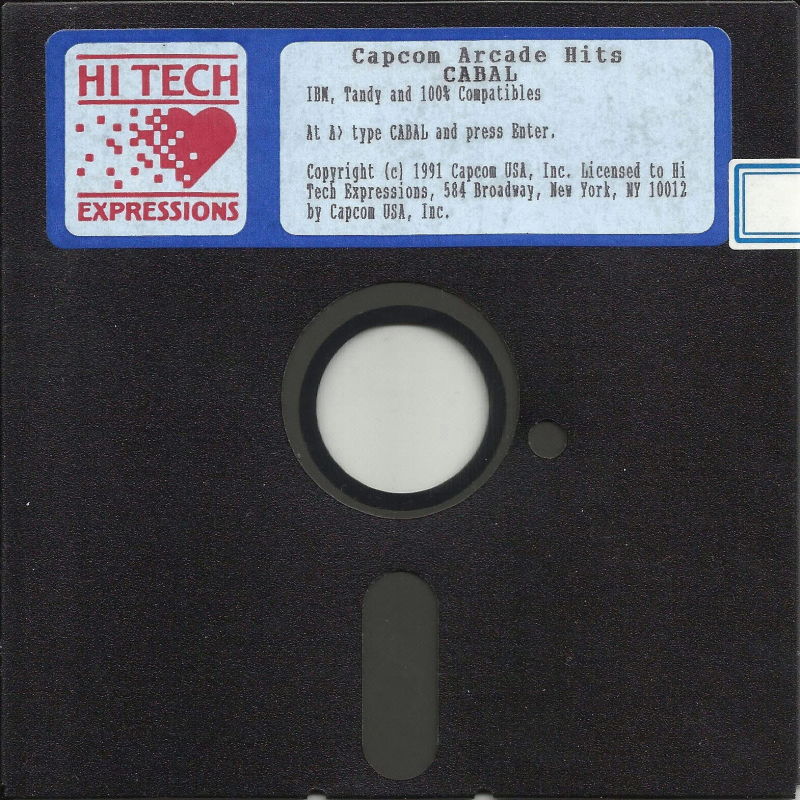 HI TECH
EXPRESSIONS
Capcom Arcade Hits
CABAL
IBM, Tandy and 100% Compatibles
At A> type CABAL and press Enter.
Copyright (c) 1991 Capcom USA, Inc. Licensed to Hi
Tech Expressions, 584 Broadway, New York, NY 10012
by Capcom USA, Inc.